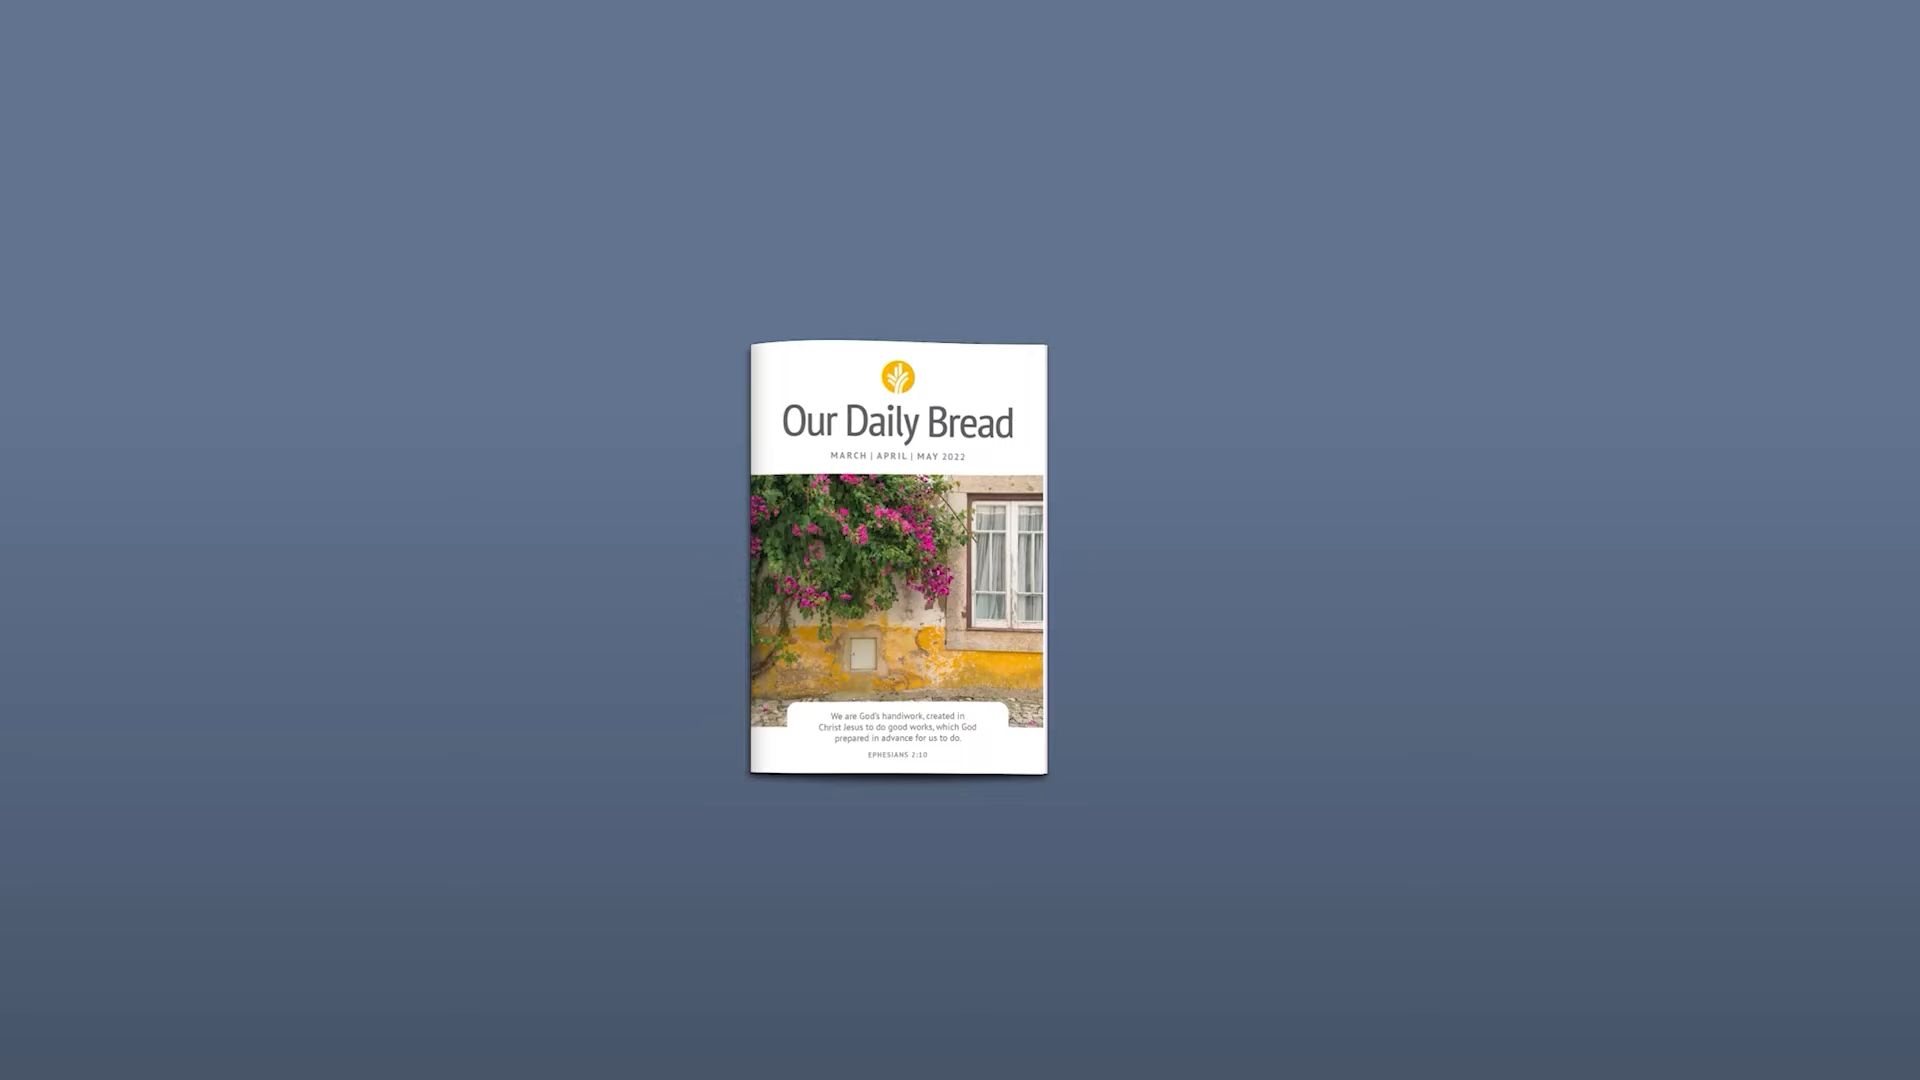 Our Daily Bread
MARCH | APRIL | MAY 2022
We are God's handiwork, created in
Christ Jesus to do good works, which God
prepared in advance for us to do.
EPHESIANS 2:10